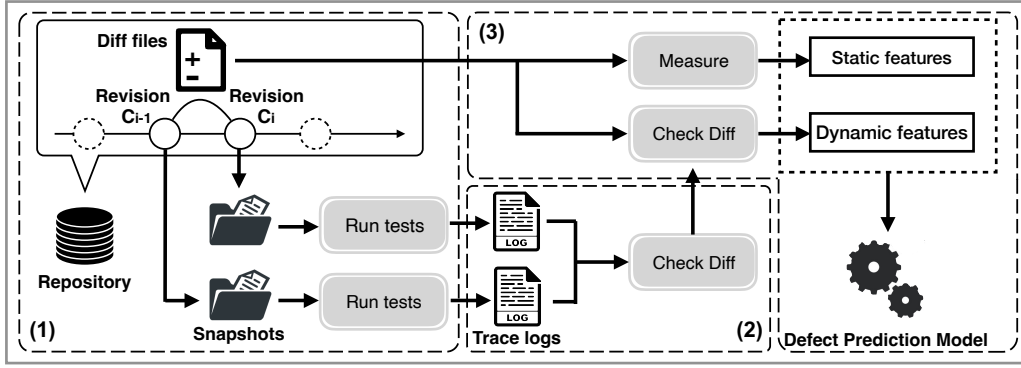 Diff files
+
−
Revision
Ci-1
Revision
Ci
Repository
(1)
Snapshots
Run tests
Run tests
LOG
LOG
Trace logs
(2)
Check Diff
(3)
Measure
Check Diff
Static features
Dynamic features
Defect Prediction Model